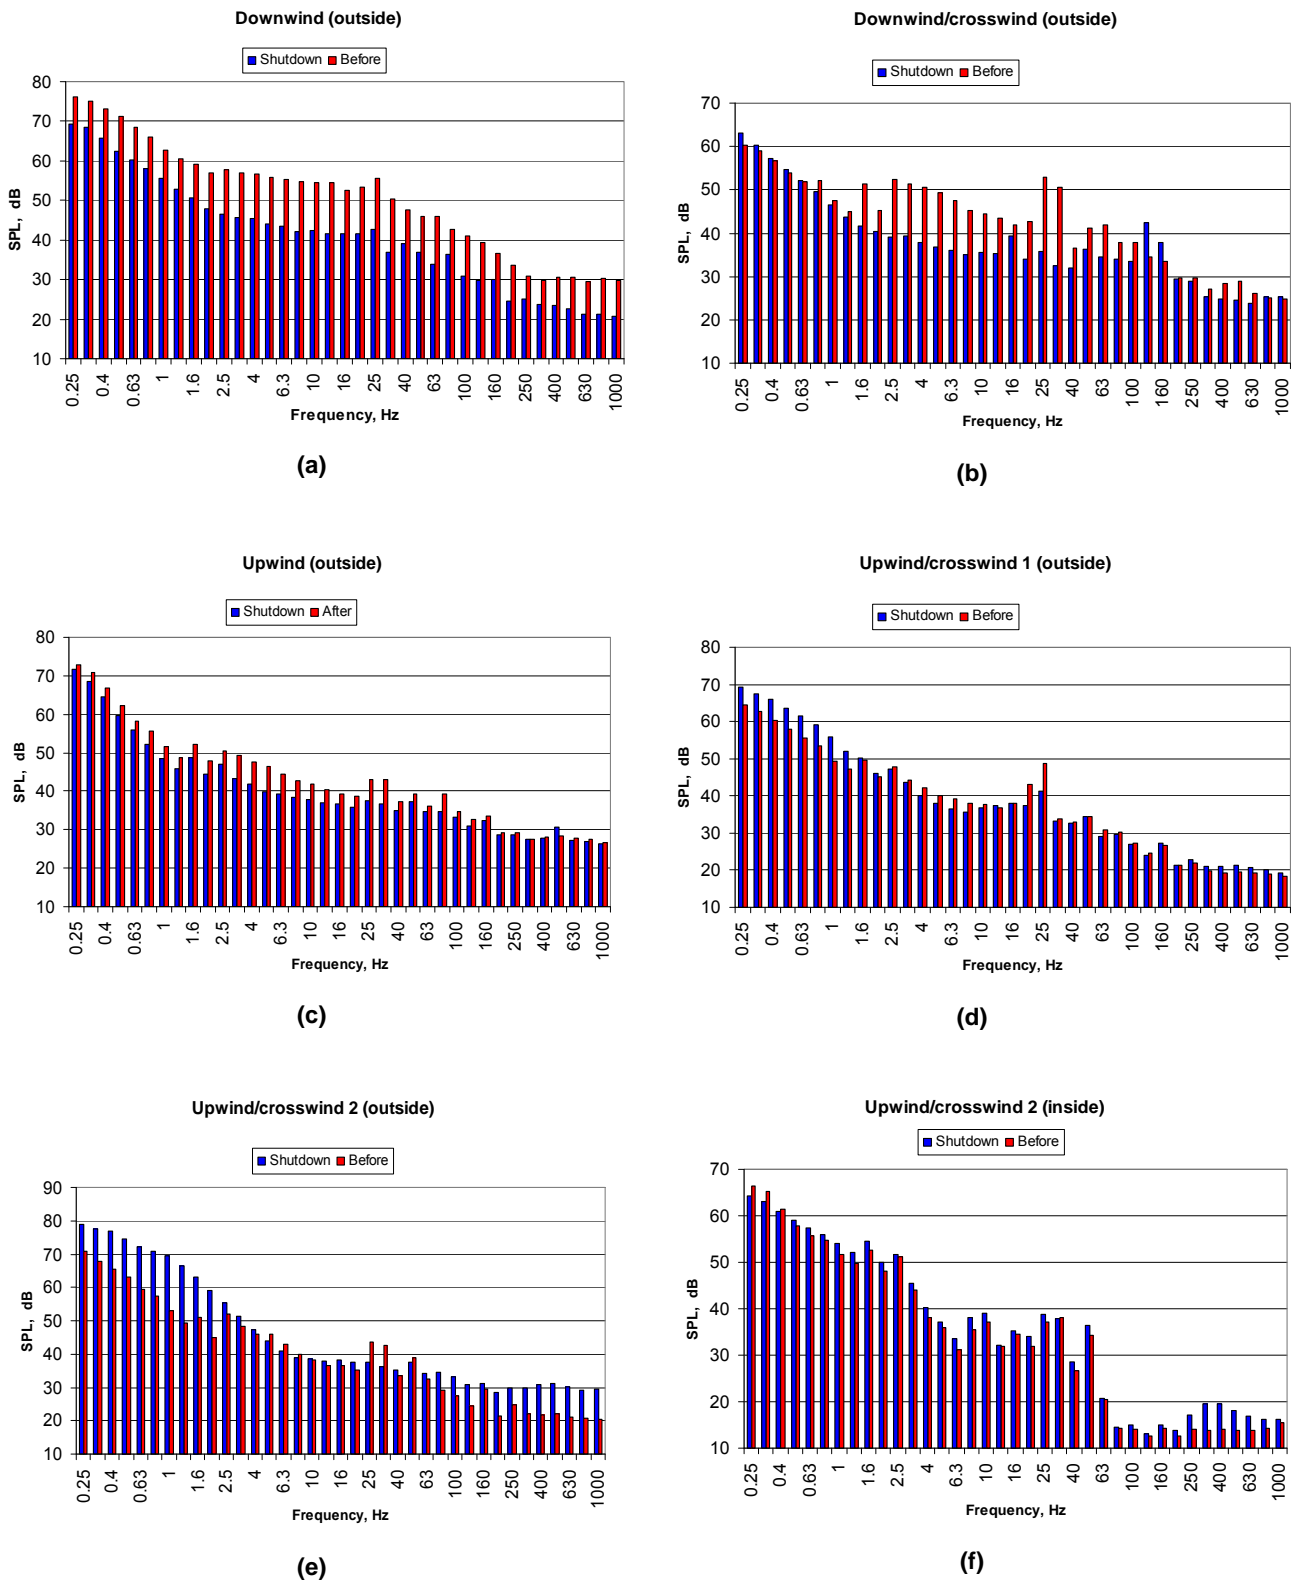 Downwind (outside)
Shutdown Before
80
70
60
50
40
30
20
10
SPL, dB
0.25 0.4 0.63 1 1.6 2.5 4 6.3 10 16 25 40 63 100 160 250 400 630 1000
Frequency, Hz
(a)
Downwind/crosswind (outside)
Shutdown Before
70
60
50
40
30
20
10
SPL, dB
0.25 0.4 0.63 1 1.6 2.5 4 6.3 10 16 25 40 63 100 160 250 400 630 1000
Frequency, Hz
(b)
Upwind (outside)
Shutdown After
80
70
60
50
40
30
20
10
SPL, dB
0.25 0.4 0.63 1 1.6 2.5 4 6.3 10 16 25 40 63 100 160 250 400 630 1000
Frequency, Hz
(c)
Upwind/crosswind 1 (outside)
Shutdown Before
80
70
60
50
40
30
20
10
SPL, dB
0.25 0.4 0.63 1 1.6 2.5 4 6.3 10 16 25 40 63 100 160 250 400 630 1000
Frequency, Hz
(d)
Upwind/crosswind 2 (outside)
Shutdown Before
90
80
70
60
50
40
30
20
10
SPL, dB
0.25 0.4 0.63 1 1.6 2.5 4 6.3 10 16 25 40 63 100 160 250 400 630 1000
Frequency, Hz
(e)
Upwind/crosswind 2 (inside)
Shutdown Before
70
60
50
40
30
20
10
SPL, dB
0.25 0.4 0.63 1 1.6 2.5 4 6.3 10 16 25 40 63 100 160 250 400 630 1000
Frequency, Hz
(f)